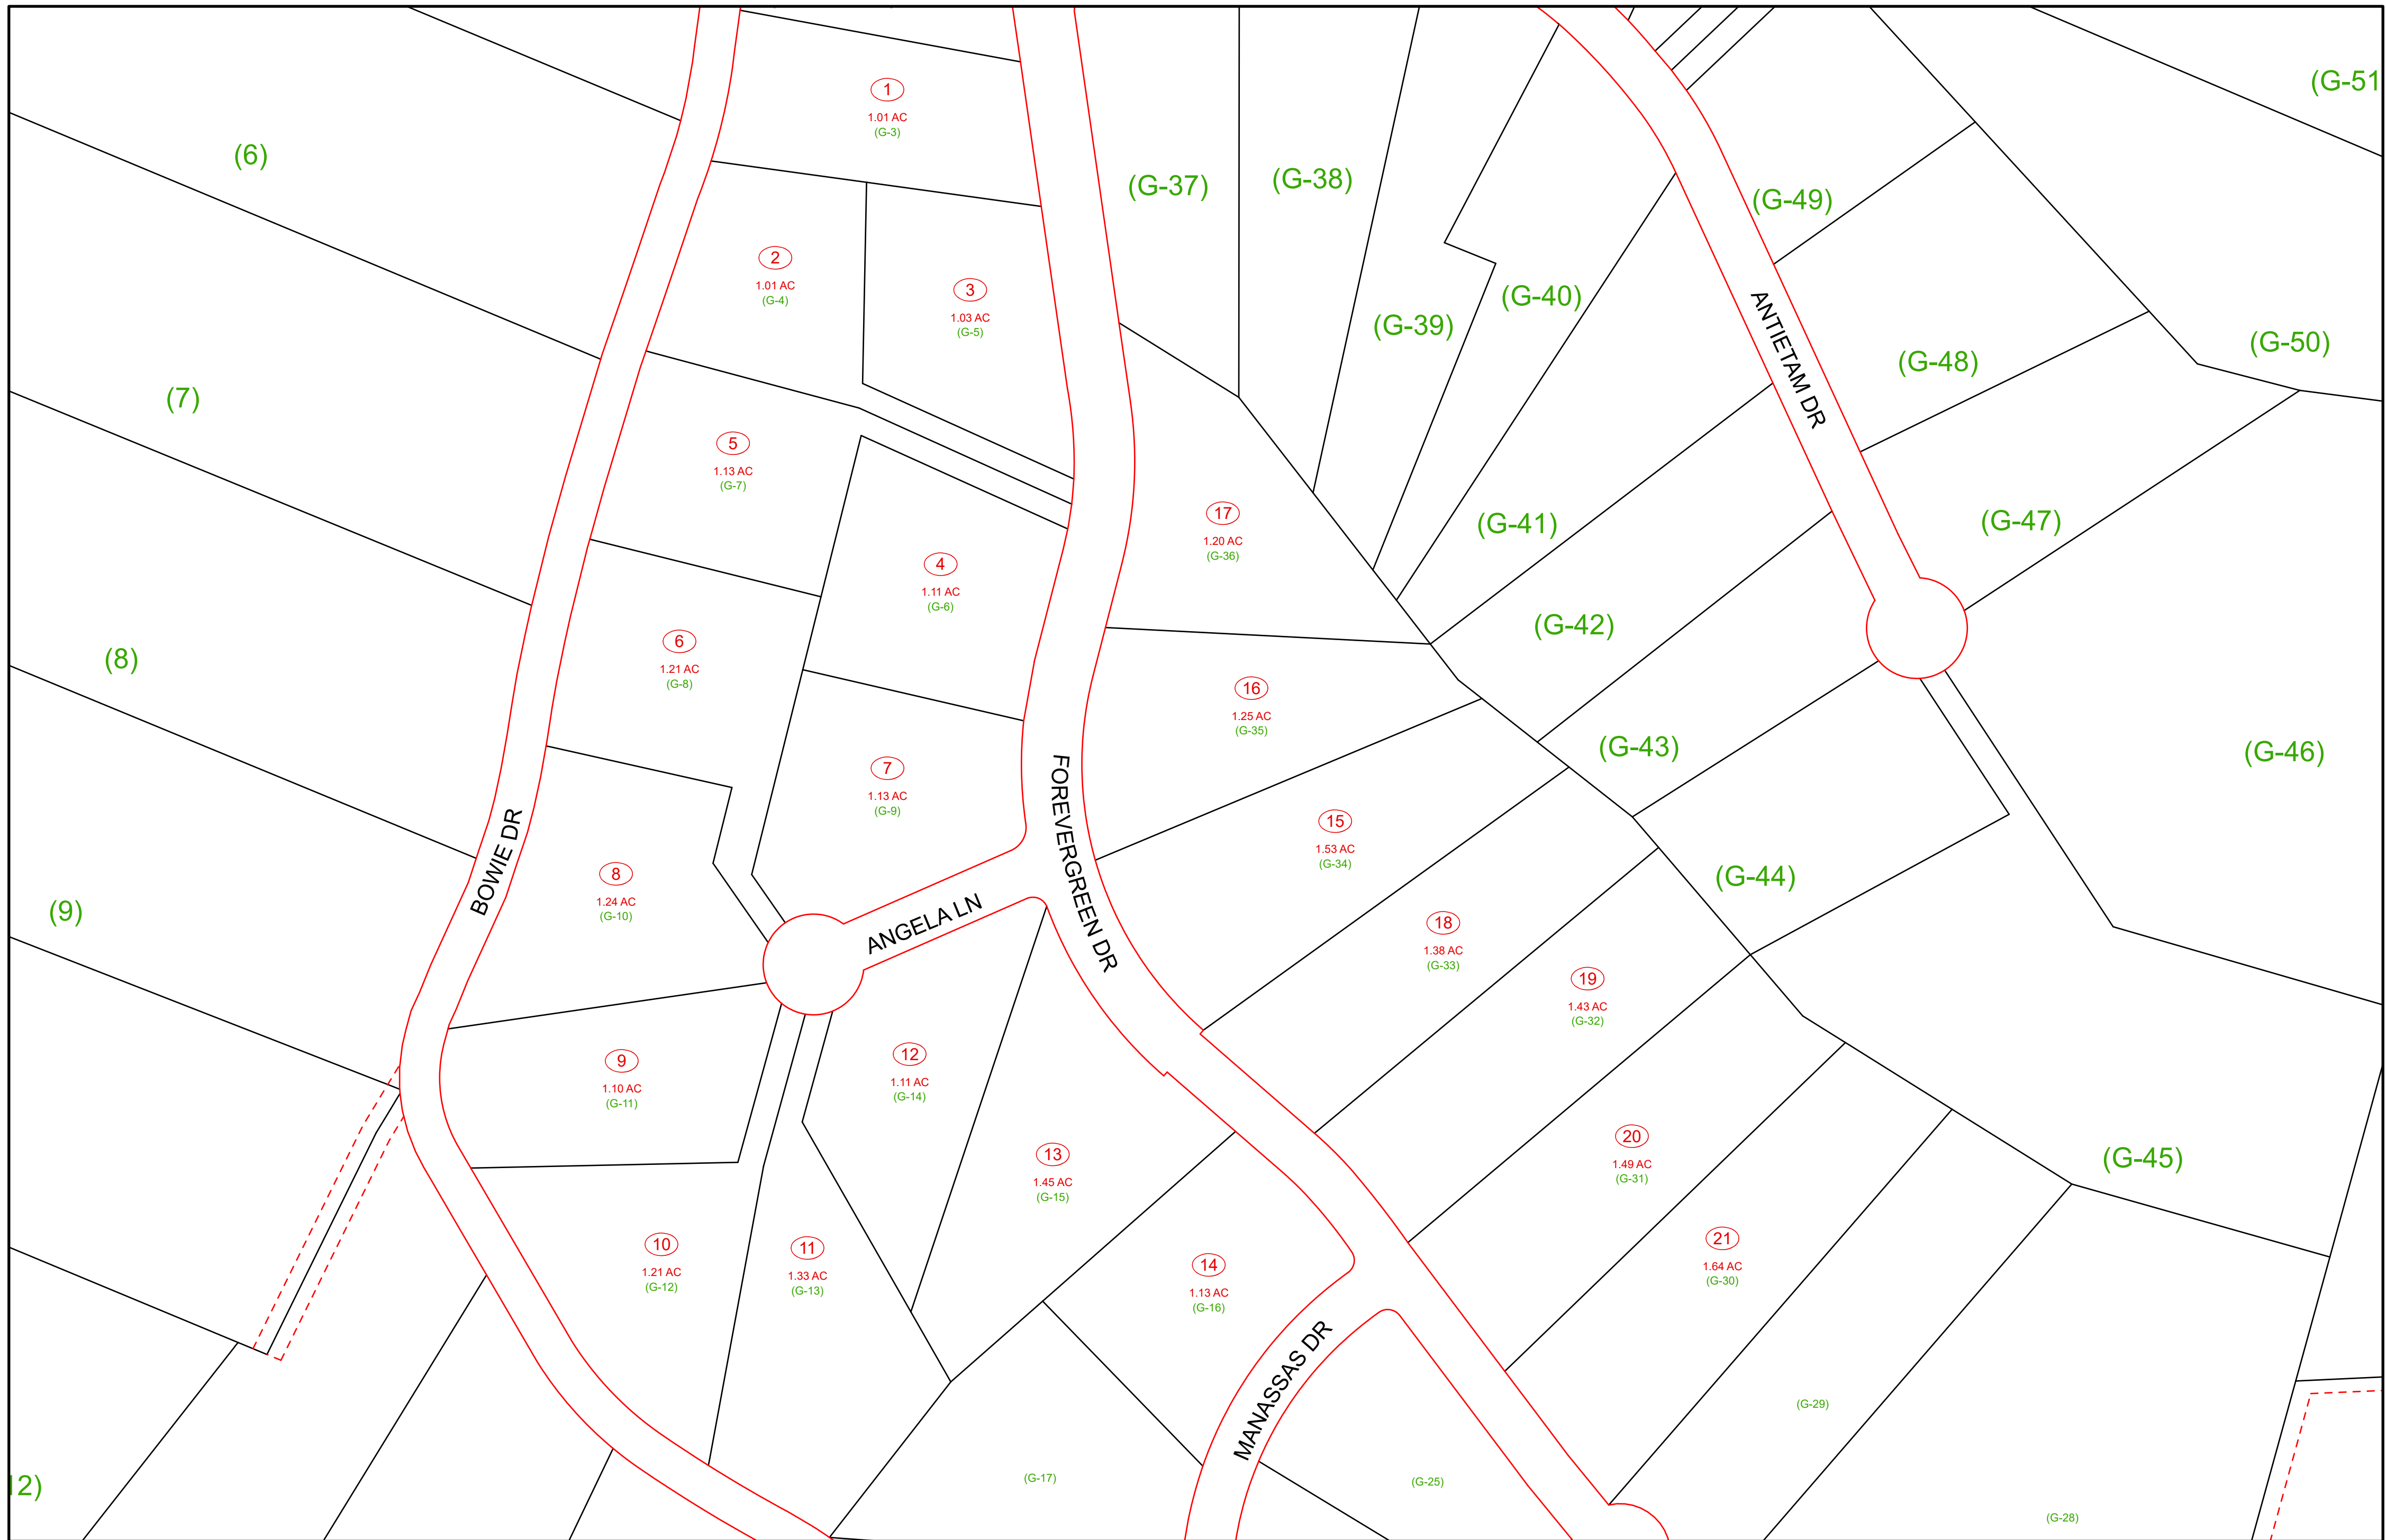 (G-51
1
1.01 AC
(G-3)
(6)
(G-37)
(G-38)
(G-49)
2
1.01 AC
(G-4)
3
1.03 AC
(G-5)
(G-39)
(G-40)
ANTIETAM DR
(G-48)
(G-50)
(7)
5
1.13 AC
(G-7)
17
1.20 AC
(G-36)
(G-41)
(G-47)
4
1.11 AC
(G-6)
(8)
6
1.21 AC
(G-8)
(G-42)
16
1.25 AC
(G-35)
(G-43)
(G-46)
7
1.13 AC
(G-9)
BOWIE DR
FOREVERGREEN DR
15
1.53 AC
(G-34)
(9)
8
1.24 AC
(G-10)
ANGELA LN
(G-44)
18
1.38 AC
(G-33)
19
1.43 AC
(G-32)
9
1.10 AC
(G-11)
12
1.11 AC
(G-14)
13
1.45 AC
(G-15)
20
1.49 AC
(G-31)
(G-45)
10
1.21 AC
(G-12)
11
1.33 AC
(G-13)
14
1.13 AC
(G-16)
21
1.64 AC
(G-30)
MANASSAS DR
(G-29)
(G-17)
(G-25)
2)
(G-28)